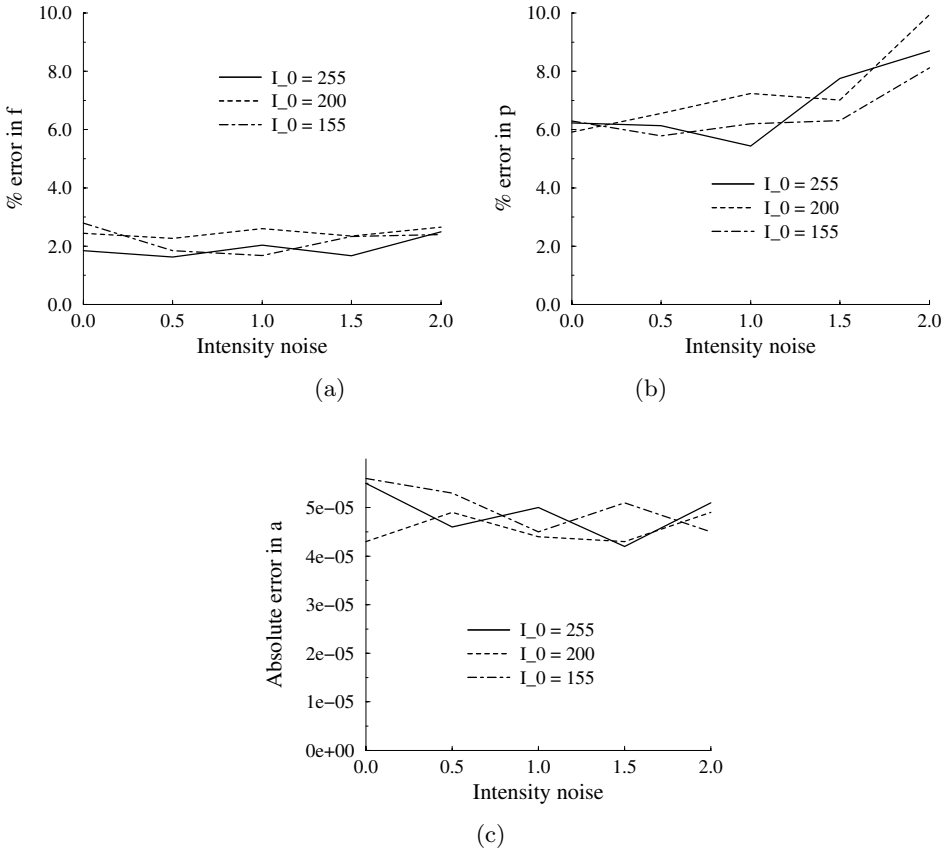 10.0
8.0
6.0
4.0
2.0
0.0
% error in f
I_0 = 255
I_0 = 200
I_0 = 155
0.0 0.5 1.0 1.5 2.0
Intensity noise
(a)
10.0
8.0
6.0
4.0
2.0
0.0
% error in p
I_0 = 255
I_0 = 200
I_0 = 155
0.0 0.5 1.0 1.5 2.0
Intensity noise
(b)
5e−05
4e−05
3e−05
2e−05
1e−05
0e+00
Absolute error in a
I_0 = 255
I_0 = 200
I_0 = 155
0.0 0.5 1.0 1.5 2.0
Intensity noise
(c)